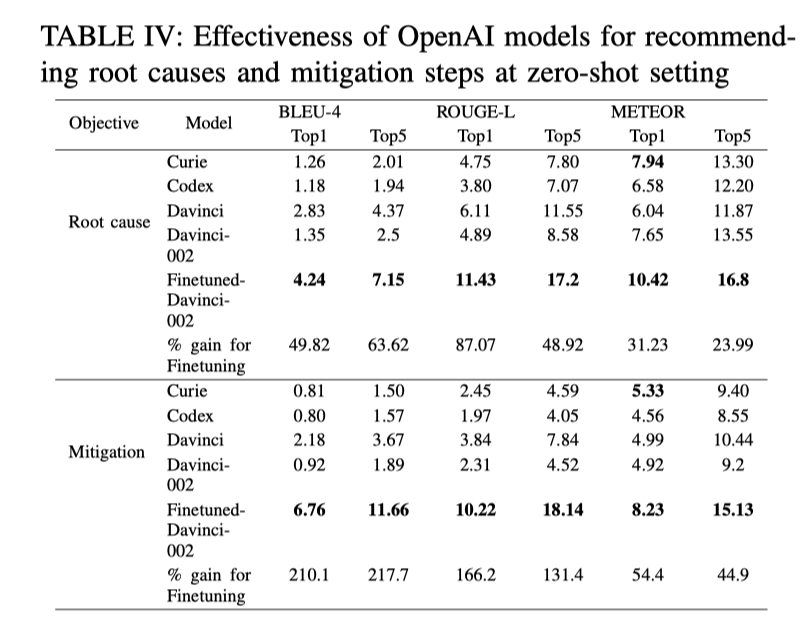 TABLE IV: Effectiveness of OpenAI models for recommend-
ing root causes and mitigation steps at zero-shot setting
Objective Model BLEU-4 ROUGE-L METEOR
Top1 Top5 Top1 Top5 Top1 Top5
Root cause
Curie 1.26 2.01 4.75 7.80 7.94 13.30
Codex 1.18 1.94 3.80 7.07 6.58 12.20
Davinci 2.83 4.37 6.11 11.55 6.04 11.87
Davinci- 1.35 2.5 4.89 8.58 7.65 13.55
002
Finetuned- 4.24 7.15 11.43 17.2 10.42 16.8
Davinci-
002
% gain for 49.82 63.62 87.07 48.92 31.23 23.99
Finetuning
Mitigation
Curie 0.81 1.50 2.45 4.59 5.33 9.40
Codex 0.80 1.57 1.97 4.05 4.56 8.55
Davinci 2.18 3.67 3.84 7.84 4.99 10.44
Davinci- 0.92 1.89 2.31 4.52 4.92 9.2
002
Finetuned- 6.76 11.66 10.22 18.14 8.23 15.13
Davinci-
002
% gain for 210.1 217.7 166.2 131.4 54.4 44.9
Finetuning